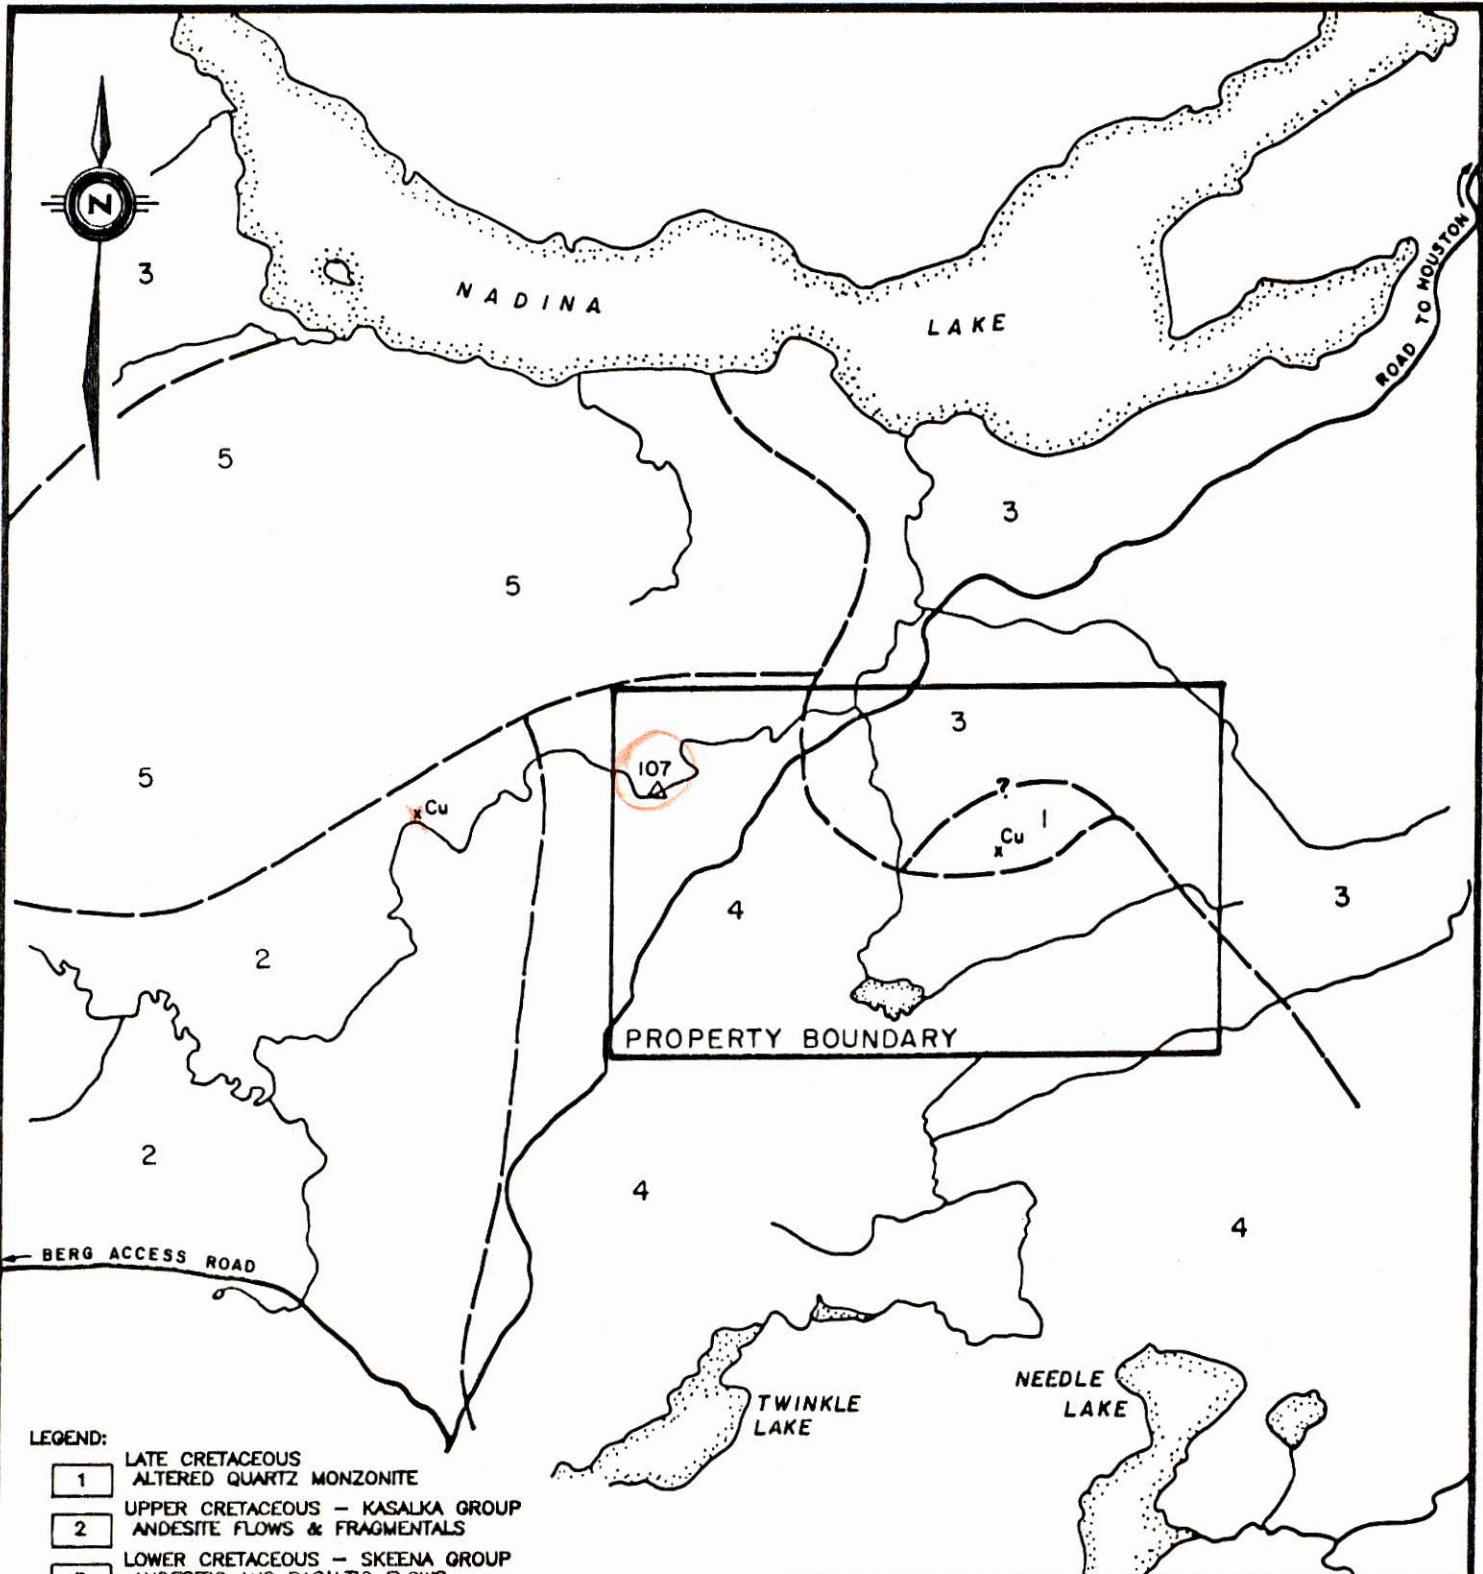 N
3
NADINA
LAKE
ROAD TO HOUSTON
5
3
5
3
107
5
Cu
?
1
Cu
3
4
2
PROPERTY BOUNDARY
2
4
4
BERG ACCESS ROAD
TWINKLE
LAKE
NEEDLE
LAKE
LEGEND:
LATE CRETACEOUS
1 ALTERED QUARTZ MONZONITE
UPPER CRETACEOUS – KASALKA GROUP
2 ANDESITE FLOWS & FRAGMENTALS
LOWER CRETACEOUS – SKEENA GROUP